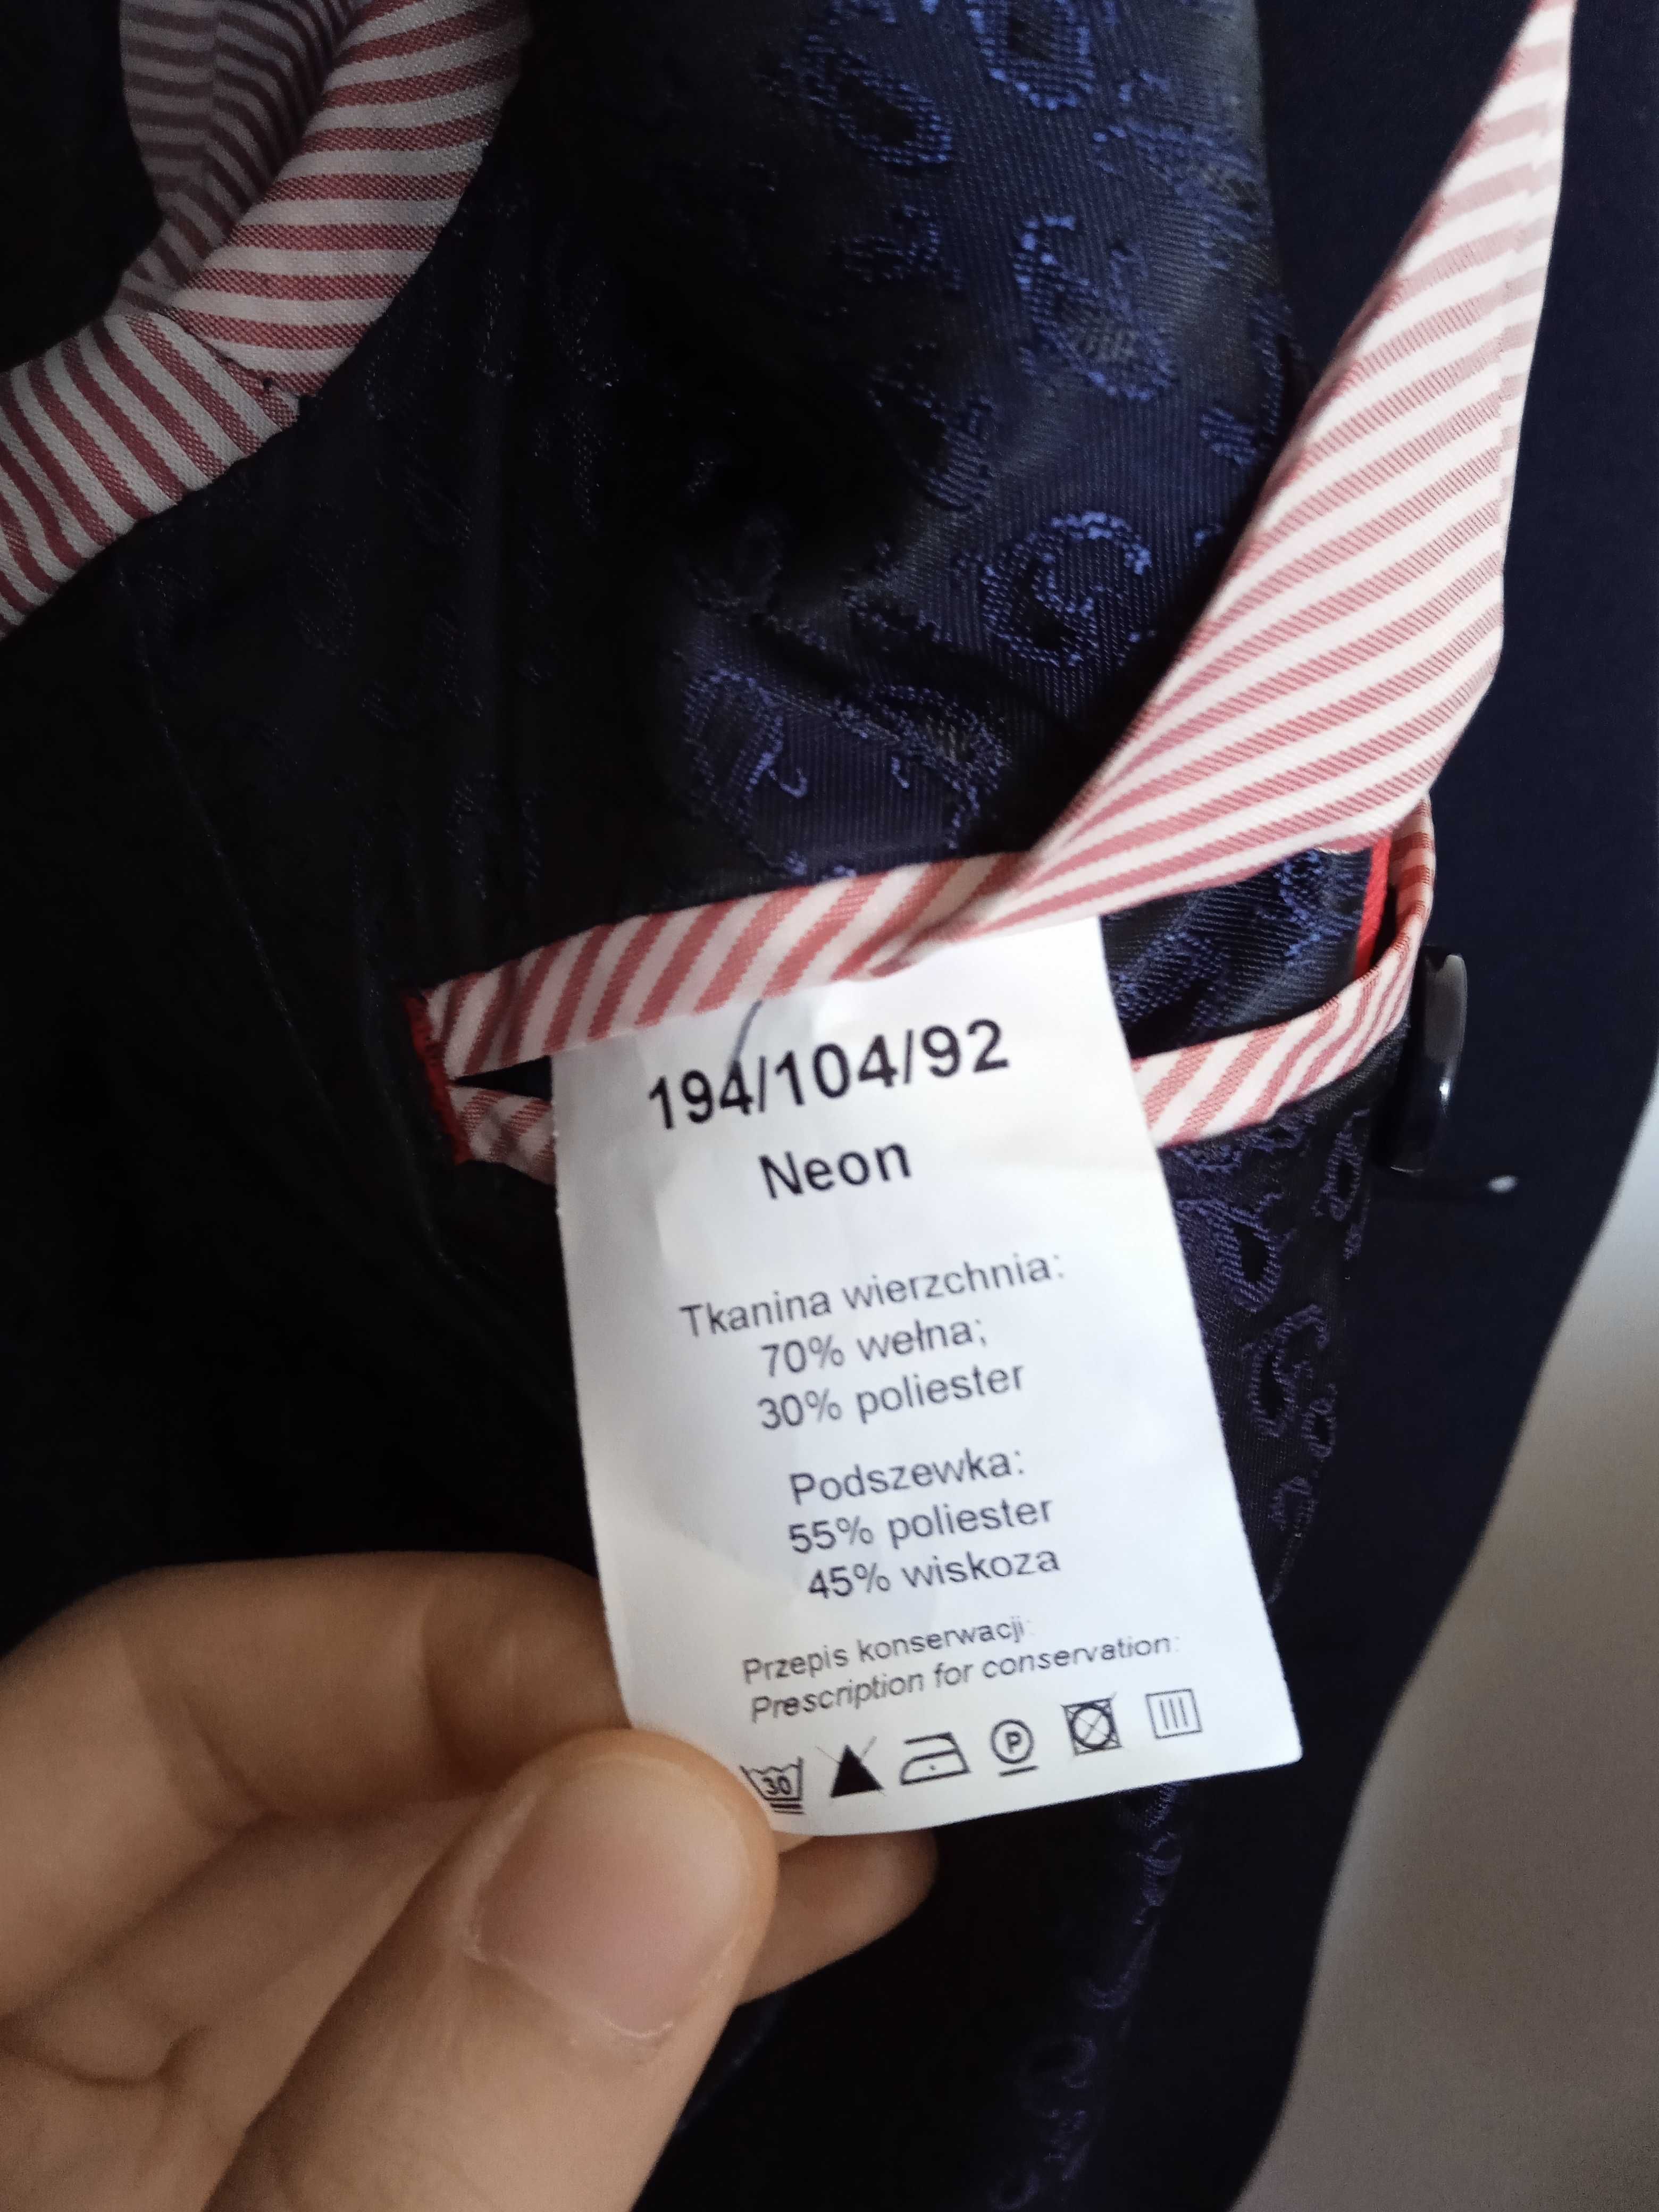 194/104/92
Neon
Tkanina wierzchnia:
70% wełna;
30% poliester
Podszewka:
55% poliester
45% wiskoza
Przepis konserwacji:
Prescription for conservation:
30 P